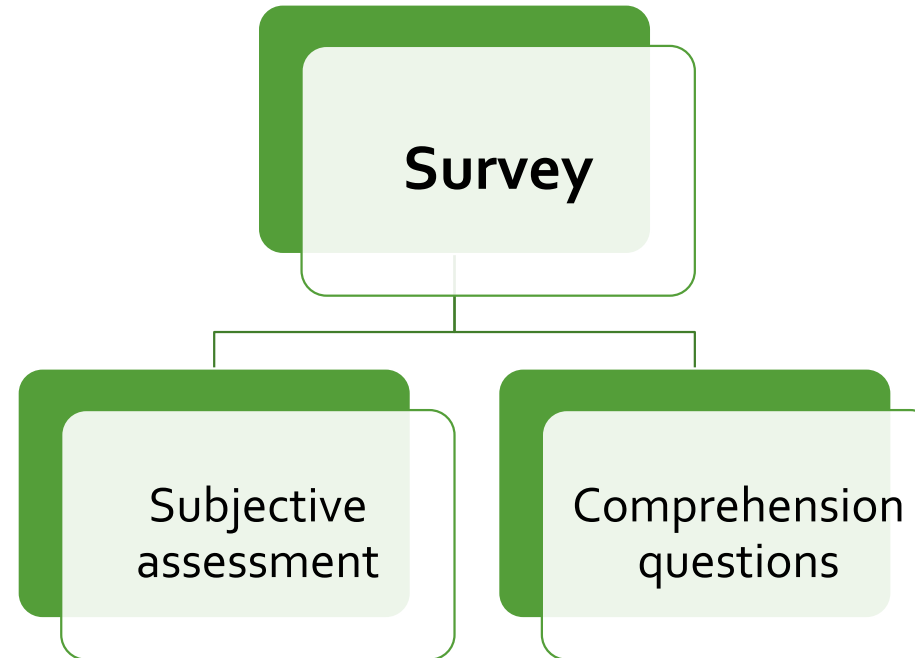 Survey
Subjective
assessment
Comprehension
questions